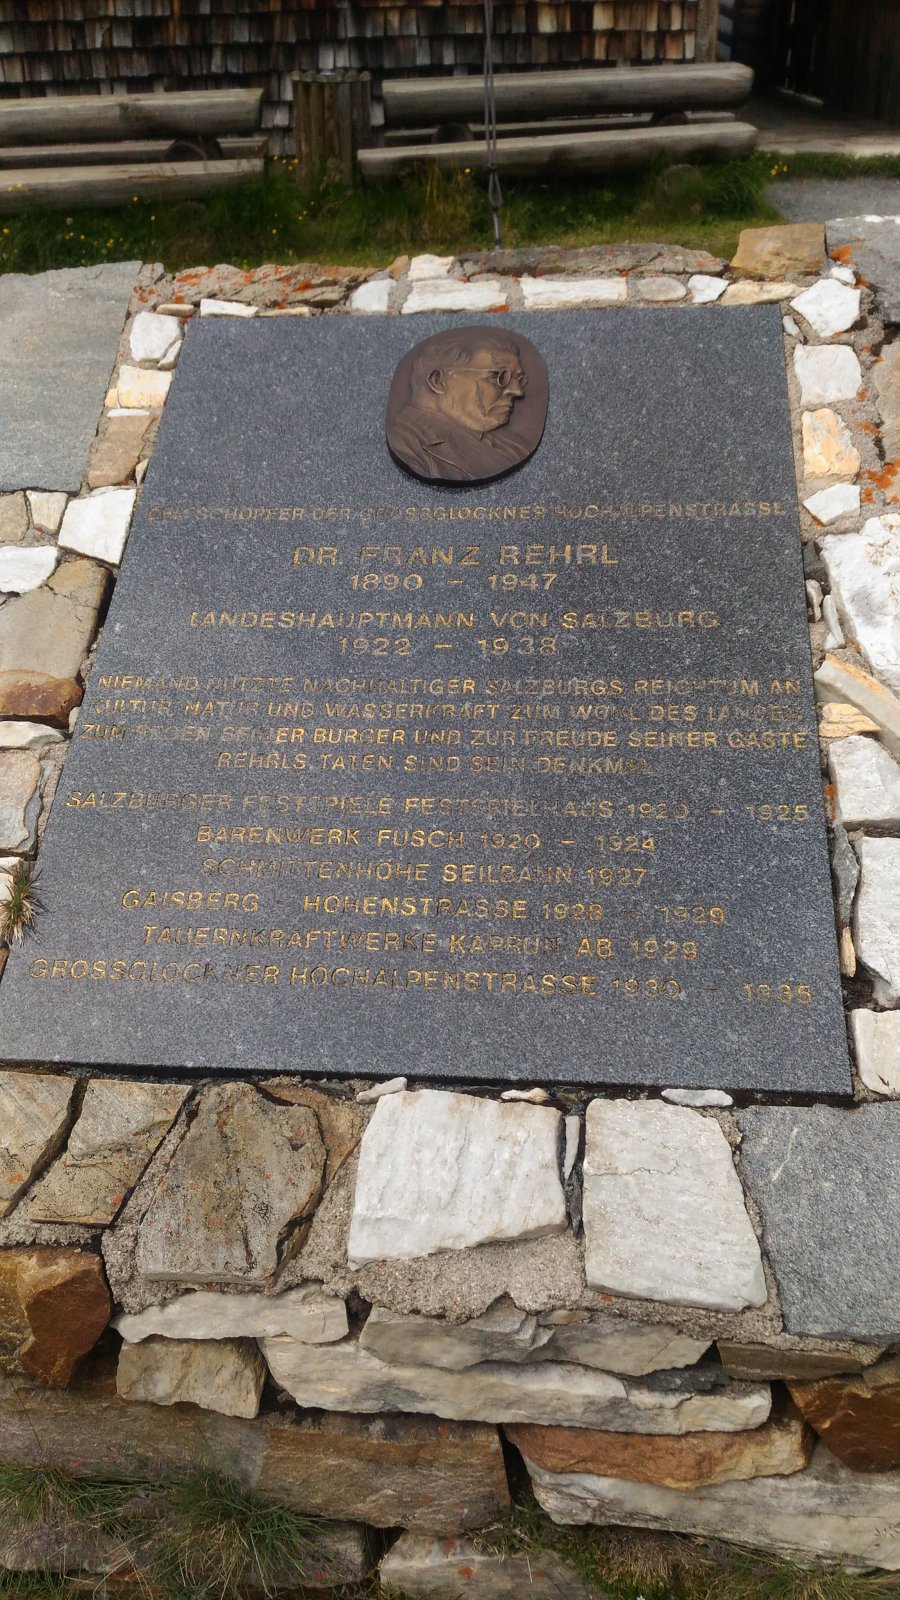 DEM SCHÖPFER DER GROSSGLOCKNER HOCHALPENSTRASSE
DR. FRANZ REHRL
1890 – 1947
LANDESHAUPTMANN VON SALZBURG
1922 – 1938
NIEMAND NUTZTE NACHHALTIGER SALZBURGS REICHTUM AN
KULTUR, NATUR UND WASSERKRAFT ZUM WOHL DES LANDES
ZUM SEGEN SEINER BÜRGER UND ZUR FREUDE SEINER GÄSTE
REHRLS TATEN SIND SEIN DENKMAL
SALZBURGER FESTSPIELE FESTSPIELHAUS 1920 – 1925
BÄRENWERK FUSCH 1920 – 1924
SCHMITTENHÖHE SEILBAHN 1927
GAISBERG - HÖHENSTRASSE 1928 – 1929
TAUERNKRAFTWERKE KAPRUN AB 1929
GROSSGLOCKNER HOCHALPENSTRASSE 1930 – 1935